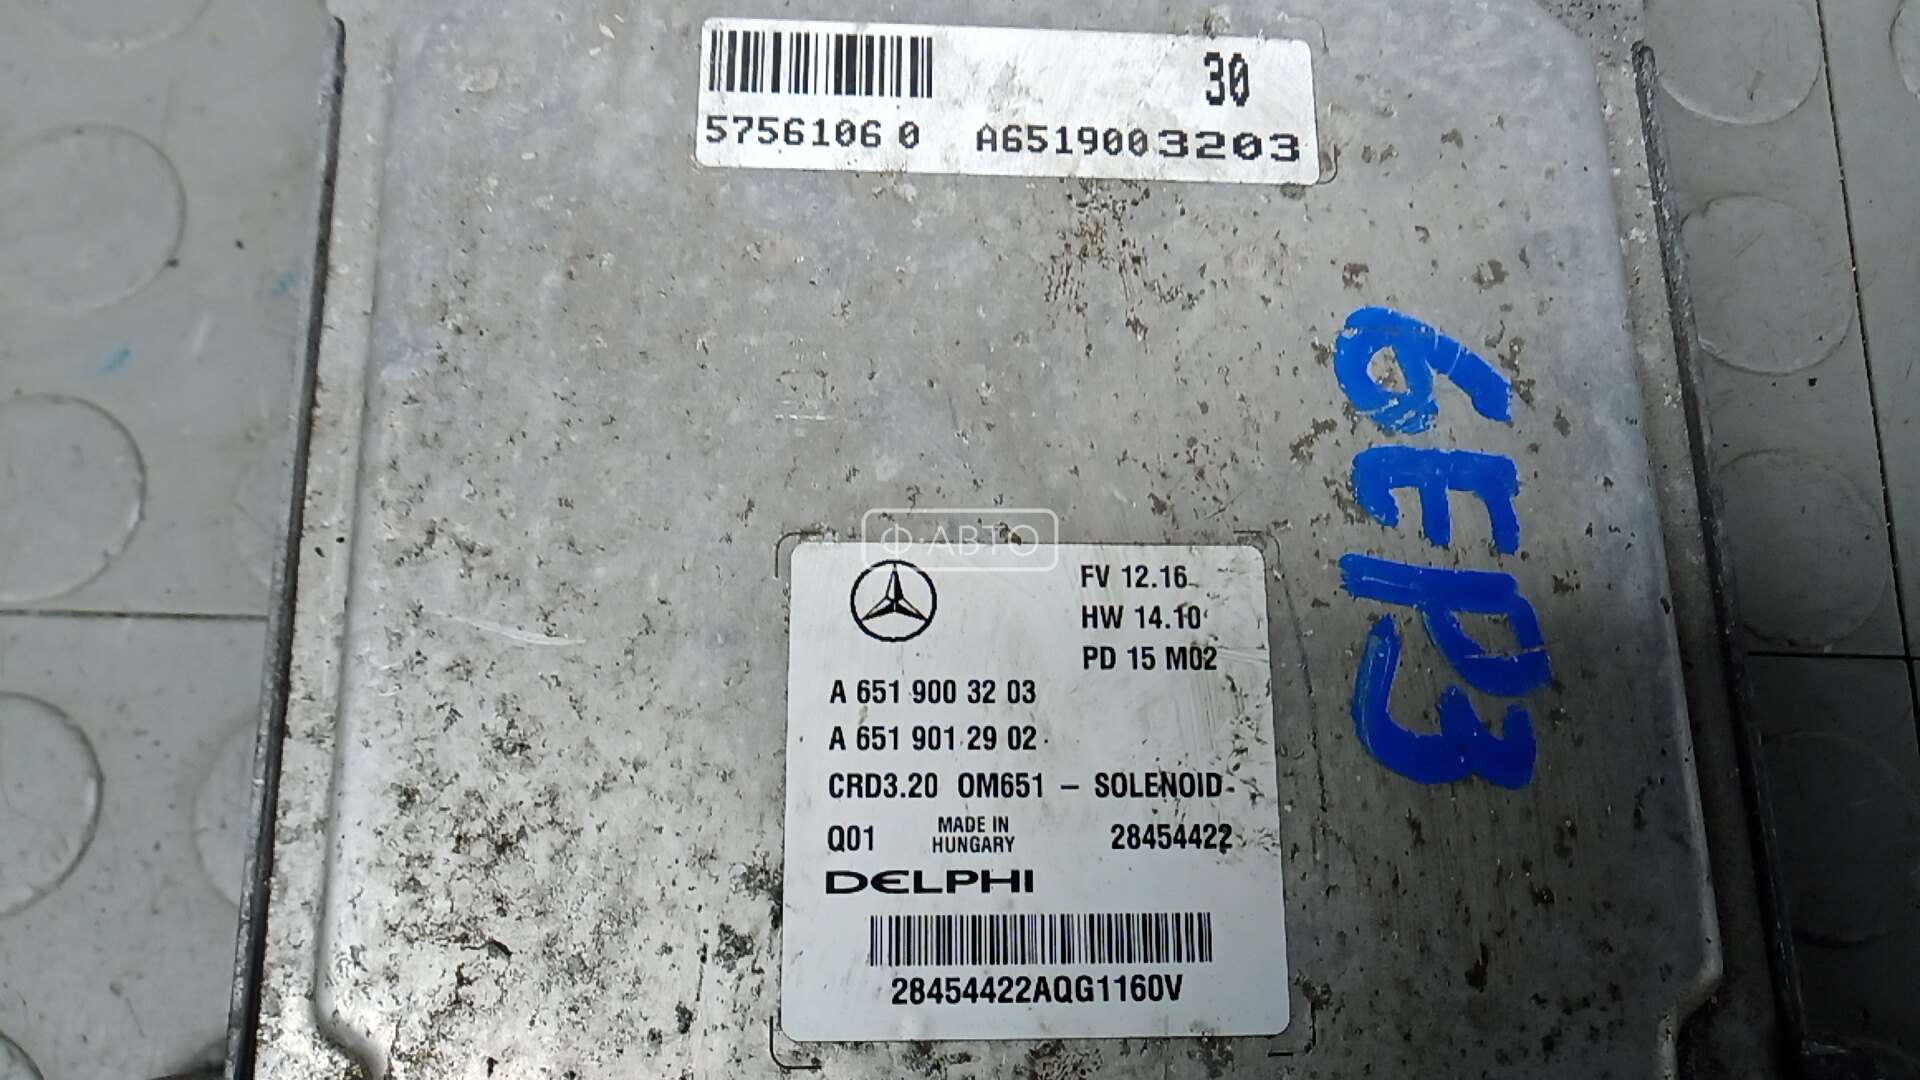 30
5756106 0 A6519003203
Ф·АВТО
FV 12.16
HW 14.10
PD 15 M02
A 651 900 32 03
A 651 901 29 02
CRD3.20 OM651 – SOLENOID
Q01 MADE IN HUNGARY 28454422
DELPHI
28454422AQG1160V
6EP3